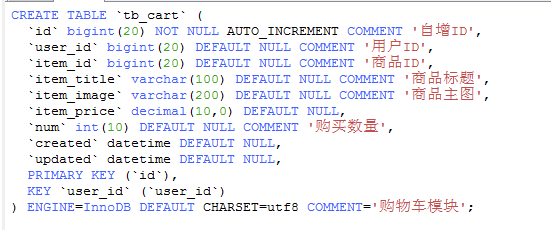 CREATE TABLE `tb_cart` (
  `id` bigint(20) NOT NULL AUTO_INCREMENT COMMENT '自增ID',
  `user_id` bigint(20) DEFAULT NULL COMMENT '用户ID',
  `item_id` bigint(20) DEFAULT NULL COMMENT '商品ID',
  `item_title` varchar(100) DEFAULT NULL COMMENT '商品标题',
  `item_image` varchar(200) DEFAULT NULL COMMENT '商品主图',
  `item_price` decimal(10,0) DEFAULT NULL,
  `num` int(10) DEFAULT NULL COMMENT '购买数量',
  `created` datetime DEFAULT NULL,
  `updated` datetime DEFAULT NULL,
  PRIMARY KEY (`id`),
  KEY `user_id` (`user_id`)
) ENGINE=InnoDB DEFAULT CHARSET=utf8 COMMENT='购物车模块';